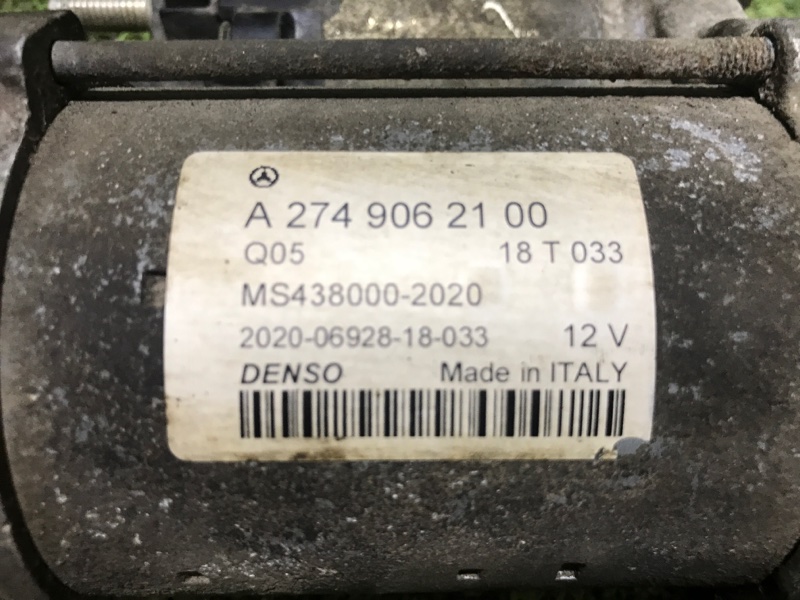 A 274 906 21 00
Q05 18 T 033
MS438000-2020
2020-06928-18-033 12 V
DENSO Made in ITALY